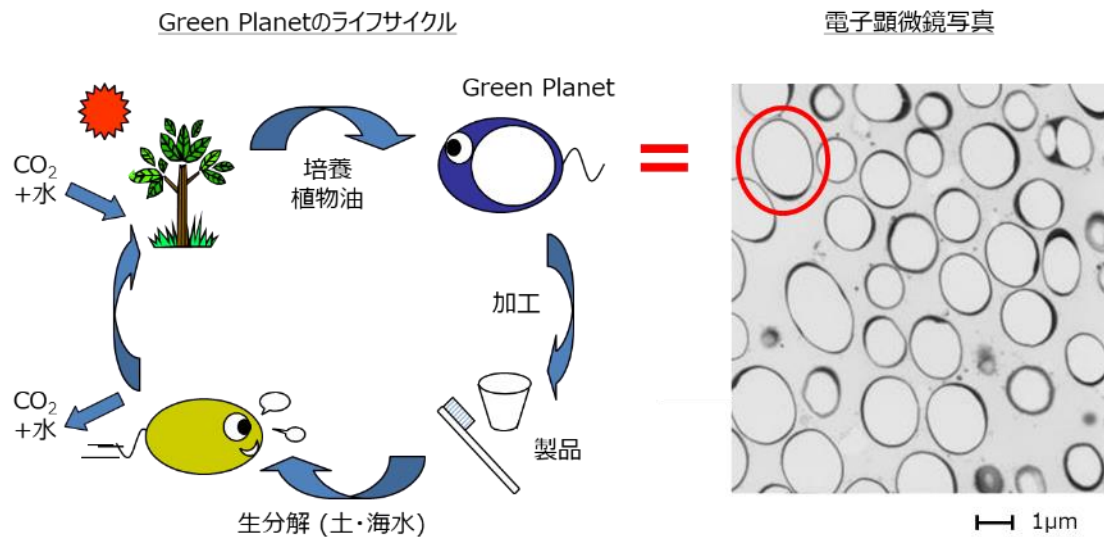 Green Planetのライフサイクル
電子顕微鏡写真
Green Planet
CO₂
+水
培養
植物油
加工
CO₂
+水
製品
生分解 (土・海水)
1μm